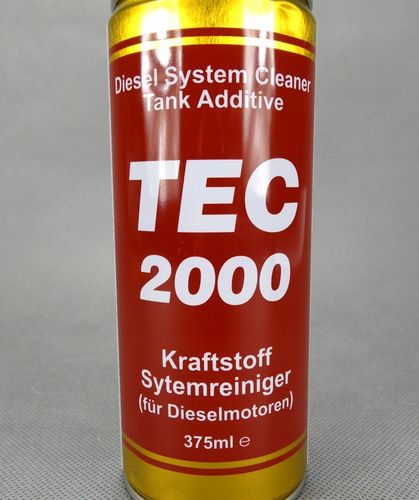 Diesel System Cleaner
Tank Additive
TEC
2000
Kraftstoff
Sytemreiniger
(für Dieselmotoren)
375ml ℮